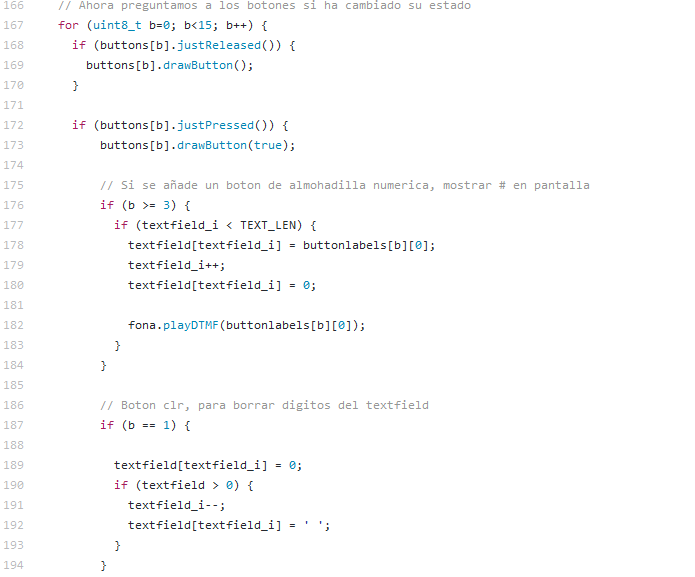 166 // Ahora preguntamos a los botones si ha cambiado su estado
167 for (uint8_t b=0; b<15; b++) {
168 if (buttons[b].justReleased()) {
169 buttons[b].drawButton();
170 }
171
172 if (buttons[b].justPressed()) {
173 buttons[b].drawButton(true);
174
175 // Si se añade un boton de almohadilla numerica, mostrar # en pantalla
176 if (b >= 3) {
177 if (textfield_i < TEXT_LEN) {
178 textfield[textfield_i] = buttonlabels[b][0];
179 textfield_i++;
180 textfield[textfield_i] = 0;
181
182 fona.playDTMF(buttonlabels[b][0]);
183 }
184 }
185
186 // Boton clr, para borrar digitos del textfield
187 if (b == 1) {
188
189 textfield[textfield_i] = 0;
190 if (textfield > 0) {
191 textfield_i--;
192 textfield[textfield_i] = ' ';
193 }
194 }